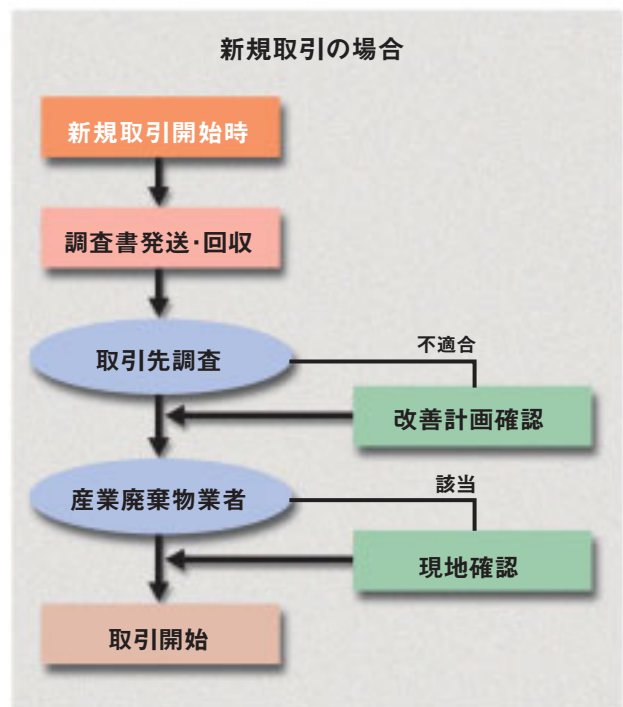 新規取引の場合
新規取引開始時
調査書発送・回収
取引先調査
不適合
改善計画確認
産業廃棄物業者
該当
現地確認
取引開始